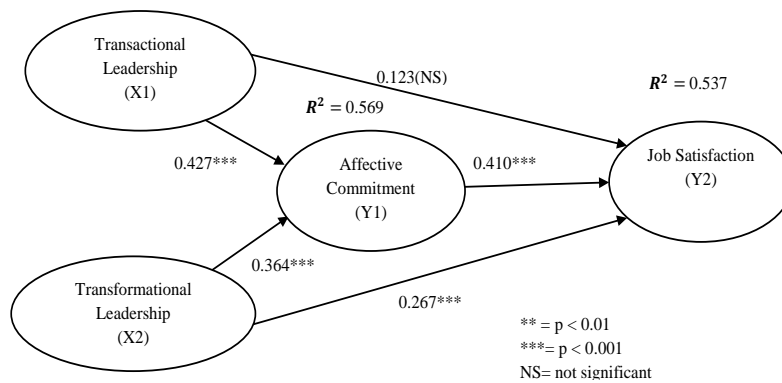 Transactional
Leadership
(X1)
0.123(NS)
R² = 0.537
R² = 0.569
0.427***
Affective
Commitment
(Y1)
0.410***
Job Satisfaction
(Y2)
0.364***
Transformational
Leadership
(X2)
0.267***
** = p < 0.01
***= p < 0.001
NS= not significant